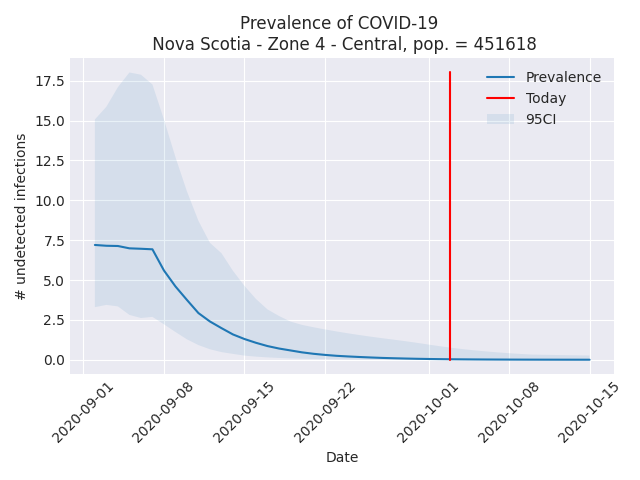 Prevalence of COVID-19
Nova Scotia - Zone 4 - Central, pop. = 451618
Prevalence
Today
95CI
# undetected infections
17.5
15.0
12.5
10.0
7.5
5.0
2.5
0.0
2020-09-01
2020-09-08
2020-09-15
2020-09-22
2020-10-01
2020-10-08
2020-10-15
Date